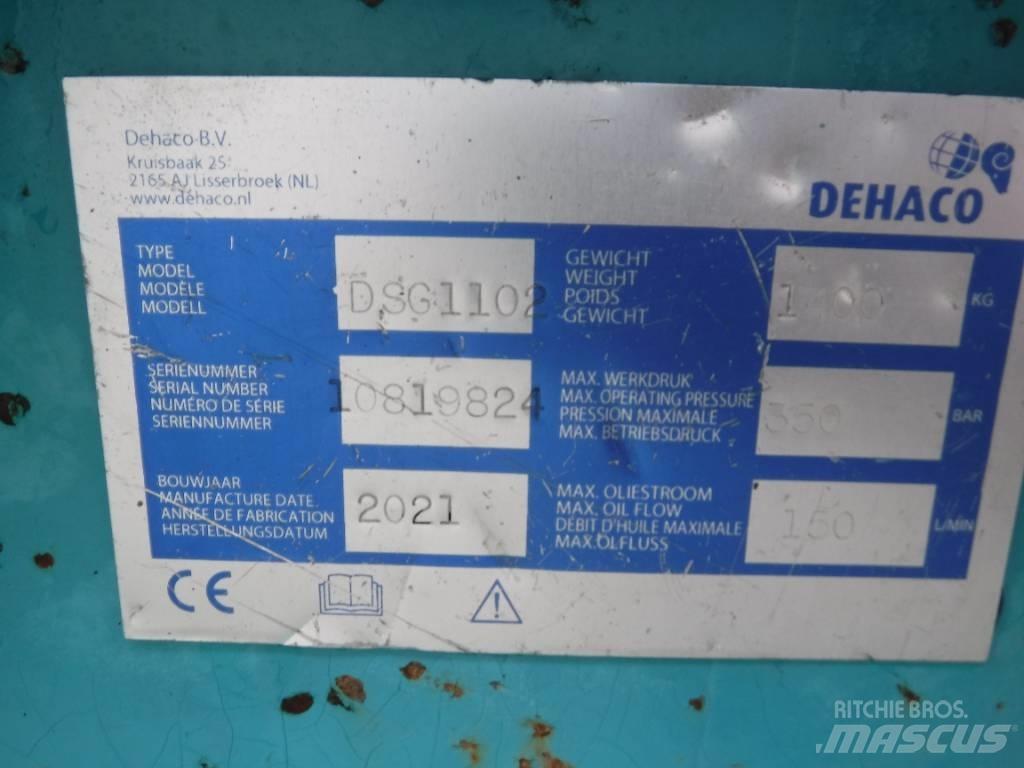 Dehaco B.V.
Kruisbaak 25
2165 AJ Lisserbroek (NL)
www.dehaco.nl
DEHACO
TYPE
MODEL
MODÈLE
MODELL
DSG1102
GEWICHT
WEIGHT
POIDS
GEWICHT
KG
SERIENUMMER
SERIAL NUMBER
NUMÉRO DE SÉRIE
SERIENNUMMER
10819824
MAX. WERKDRUK
MAX. OPERATING PRESSURE
PRESSION MAXIMALE
MAX. BETRIEBSDRUCK
350
BAR
BOUWJAAR
MANUFACTURE DATE
ANNÉE DE FABRICATION
HERSTELLUNGSDATUM
2021
MAX. OLIESTROOM
MAX. OIL FLOW
DÉBIT D'HUILE MAXIMALE
MAX.OLFLUSS
150
L/MIN
CE
RITCHIE BROS.
MASCUS